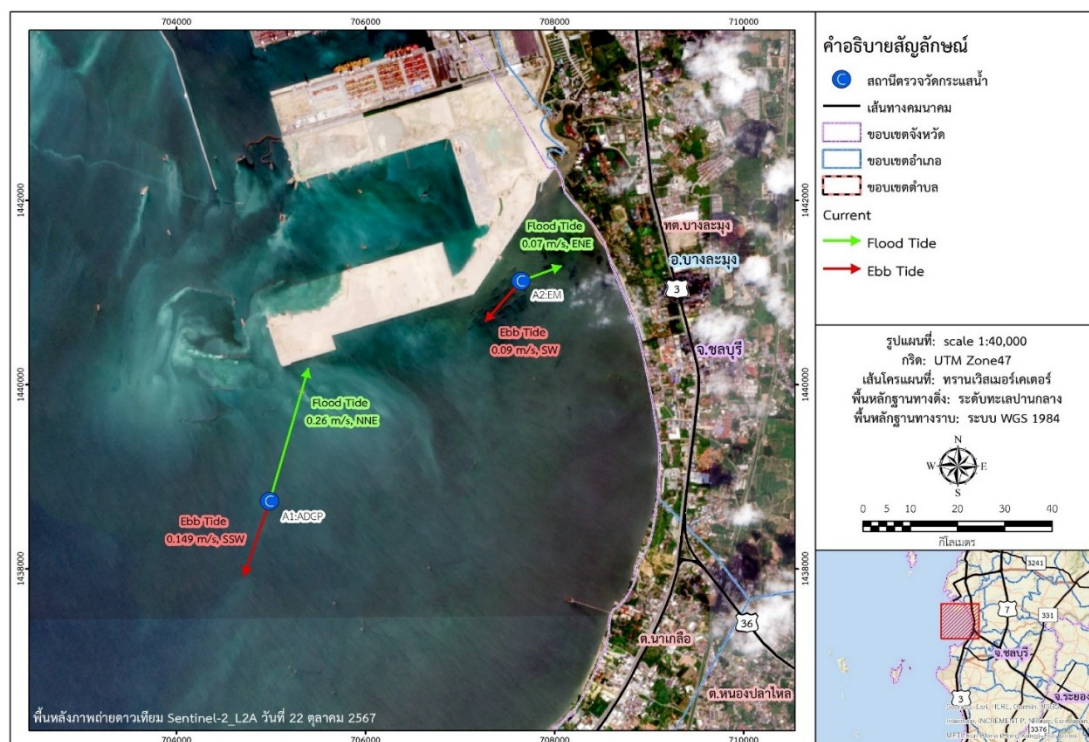 704000
706000
708000
710000
1442000
1440000
1438000
Flood Tide
0.07 m/s, ENE
A2:EM
Ebb Tide
0.09 m/s, SW
Flood Tide
0.26 m/s, NNE
A1:ADCP
Ebb Tide
0.149 m/s, SSW
ทต.บางละมุง
อ.บางละมุง
3
จ.ชลบุรี
36
ต.นาเกลือ
ต.หนองปลาไหล
พื้นหลังภาพถ่ายดาวเทียม Sentinel-2_L2A วันที่ 22 ตุลาคม 2567
704000
706000
708000
710000
1442000
1440000
1438000
คำอธิบายสัญลักษณ์
C
สถานีตรวจวัดกระแสน้ำ
เส้นทางคมนาคม
ขอบเขตจังหวัด
ขอบเขตอำเภอ
ขอบเขตตำบล
Current
Flood Tide
Ebb Tide
รูปแผนที่: scale 1:40,000
กริด: UTM Zone47
เส้นโครงแผนที่: ทรานเวิสเมอร์เคเตอร์
พื้นหลักฐานทางดิ่ง: ระดับทะเลปานกลาง
พื้นหลักฐานทางราบ: ระบบ WGS 1984
N
W E
S
0 10 20 30 40
กิโลเมตร
3241
7
331
จ.ชลบุรี
3
จ.ระยอง
3376